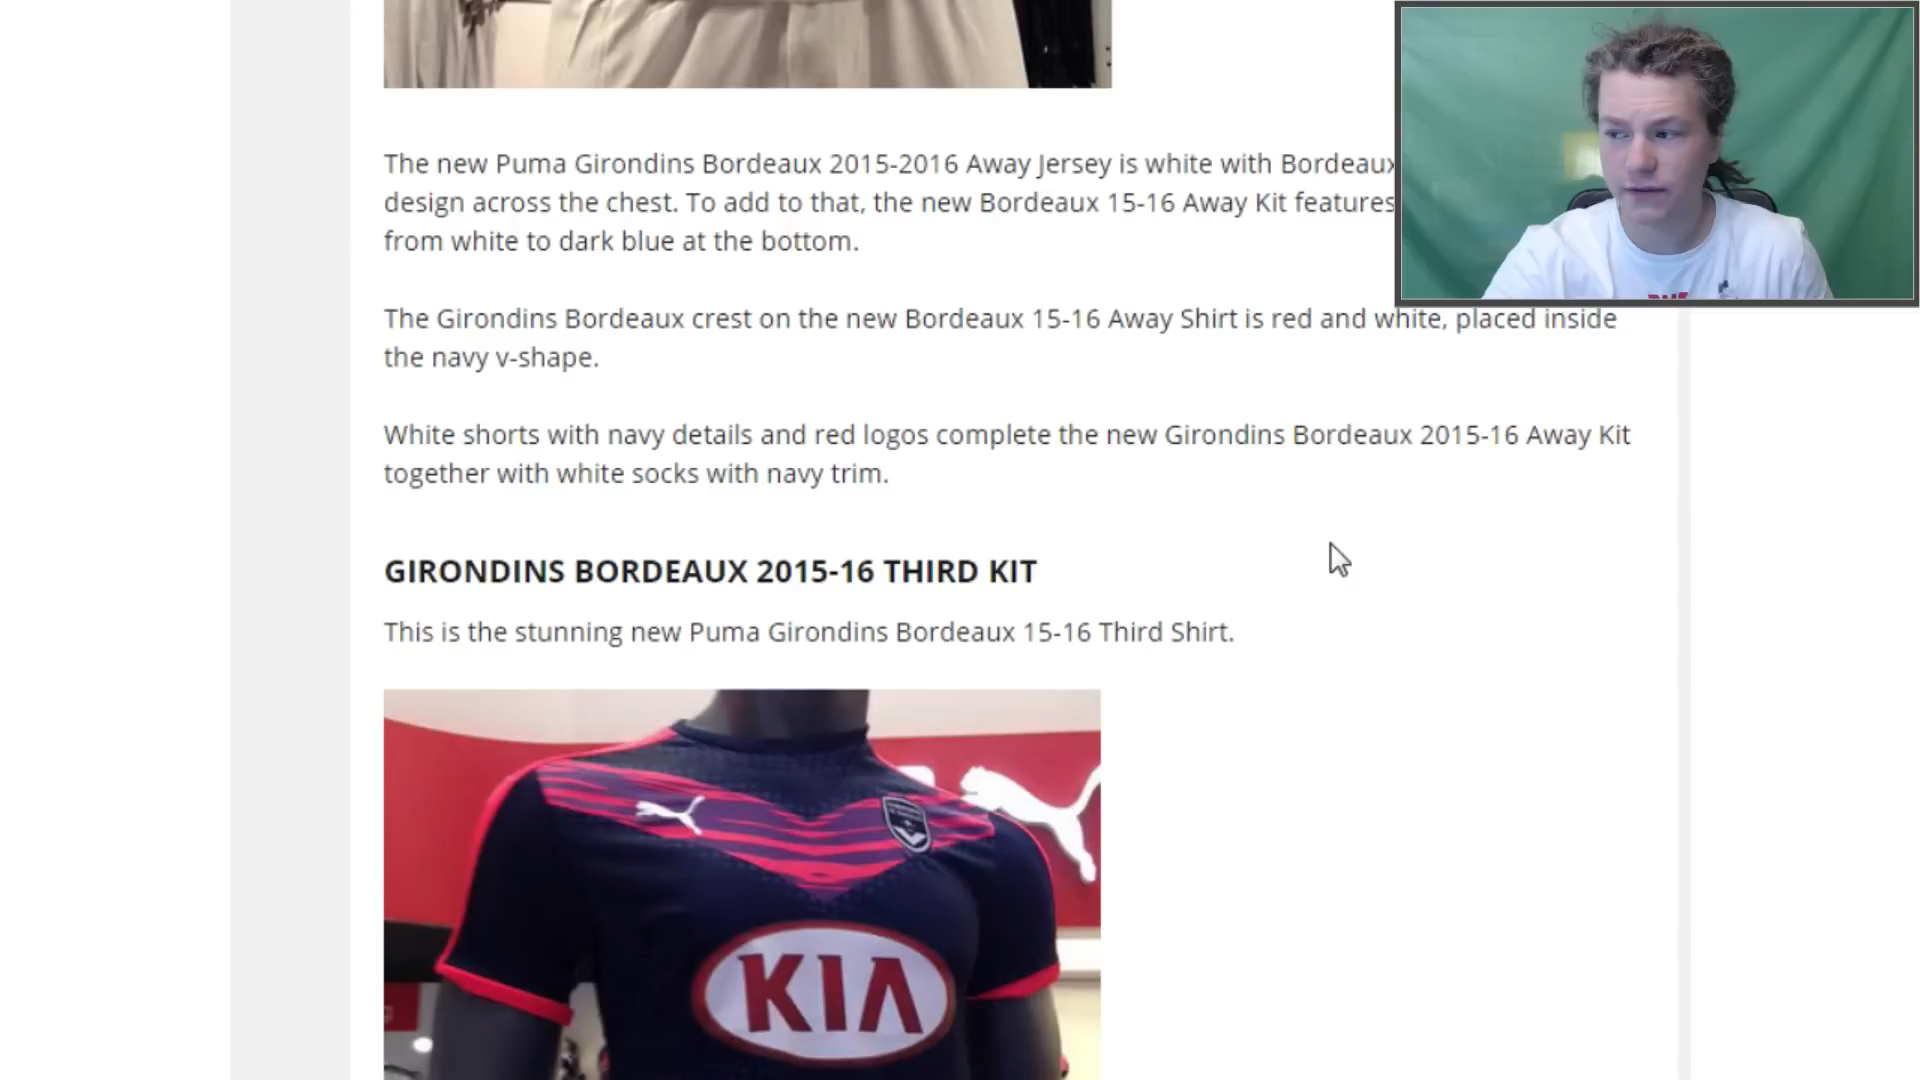 The new Puma Girondins Bordeaux 2015-2016 Away Jersey is white with Bordeaux
design across the chest. To add to that, the new Bordeaux 15-16 Away Kit features
from white to dark blue at the bottom.
The Girondins Bordeaux crest on the new Bordeaux 15-16 Away Shirt is red and white, placed inside
the navy v-shape.
White shorts with navy details and red logos complete the new Girondins Bordeaux 2015-16 Away Kit
together with white socks with navy trim.
GIRONDINS BORDEAUX 2015-16 THIRD KIT
This is the stunning new Puma Girondins Bordeaux 15-16 Third Shirt.
KIA